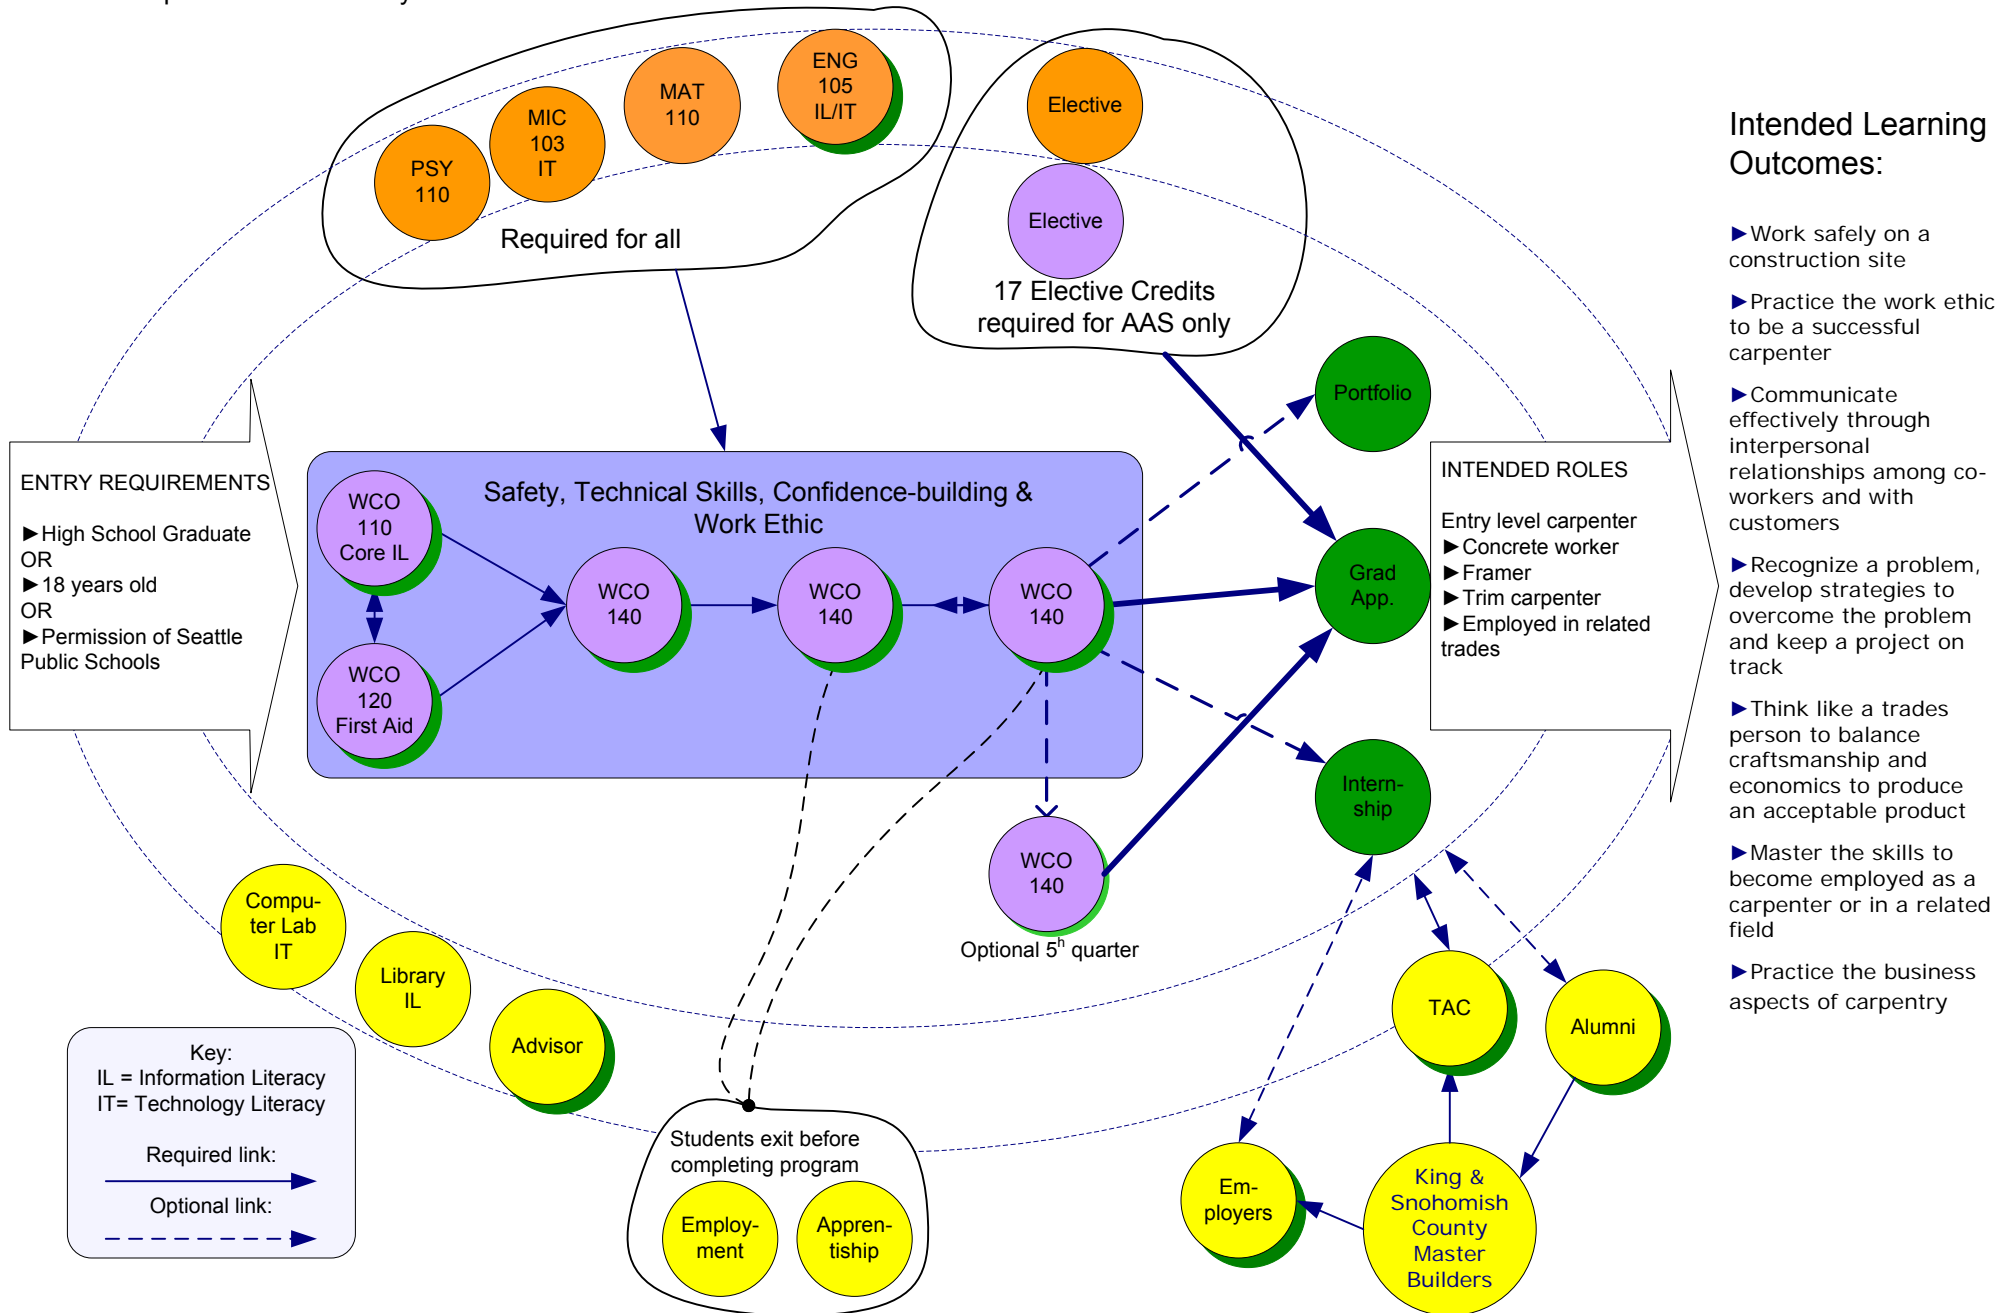 ENG
105
IL/IT
MAT
110
MIC
103
IT
PSY
110
Required for all
Elective
Elective
17 Elective Credits
required for AAS only
ENTRY REQUIREMENTS
►High School Graduate
OR
►18 years old
OR
►Permission of Seattle
Public Schools
Safety, Technical Skills, Confidence-building &
Work Ethic
WCO
110
Core IL
WCO
120
First Aid
WCO
140
WCO
140
WCO
140
WCO
140
Optional 5h quarter
Portfolio
Grad
App.
Intern-
ship
INTENDED ROLES
Entry level carpenter
►Concrete worker
►Framer
►Trim carpenter
►Employed in related
trades
Intended Learning
Outcomes:
►Work safely on a
construction site
►Practice the work ethic
to be a successful
carpenter
►Communicate
effectively through
interpersonal
relationships among co-
workers and with
customers
►Recognize a problem,
develop strategies to
overcome the problem
and keep a project on
track
►Think like a trades
person to balance
craftsmanship and
economics to produce
an acceptable product
►Master the skills to
become employed as a
carpenter or in a related
field
►Practice the business
aspects of carpentry
Compu-
ter Lab
IT
Library
IL
Advisor
Key:
IL = Information Literacy
IT= Technology Literacy
Required link:
Optional link:
Students exit before
completing program
Employ-
ment
Appren-
tiship
TAC
Alumni
Em-
ployers
King &
Snohomish
County
Master
Builders